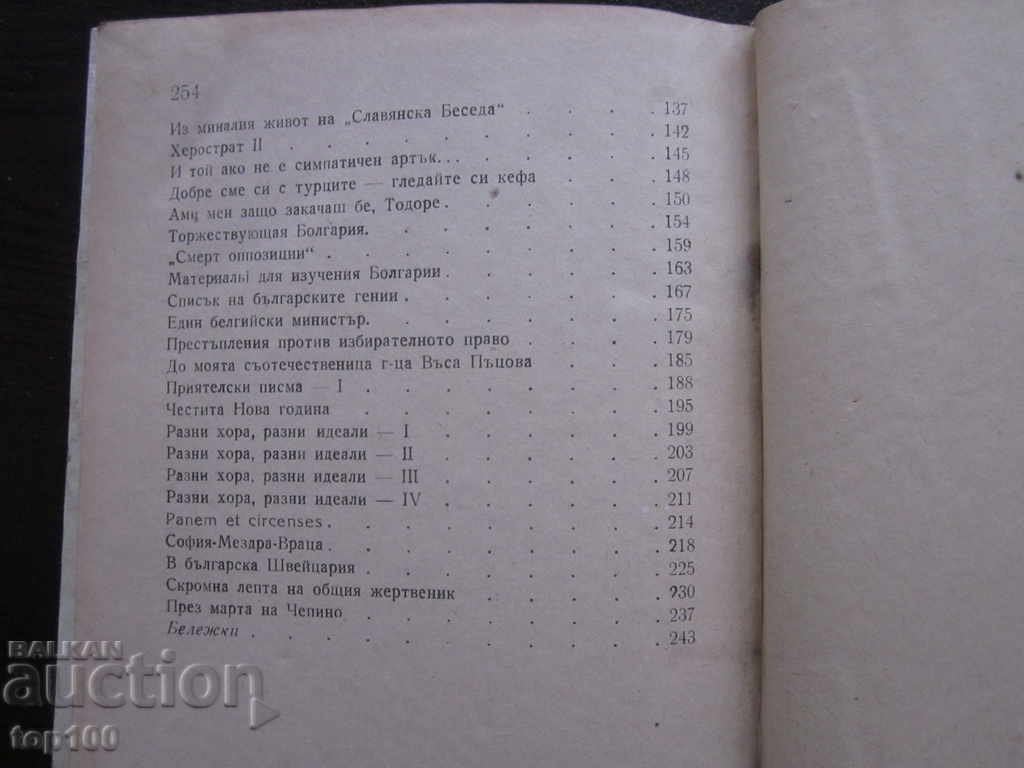 254
Из миналия живот на „Славянска Беседа“ . . . . 137
Херострат II . . . . . . . . 142
И той ако не е симпатичен артък... . . . . . 145
Добре сме си с турците — гледайте си кефа . . . 148
Ами мен защо закачаш бе, Тодоре . . . . . 150
Торжествующая Болгария. . . . . . . 154
„Смерт оппозиции“ . . . . . . . . 159
Материалы для изучения Болгарии . . . . . 163
Списък на българските гении . . . . . . 167
Един белгийски министър. . . . . . . 175
Престъпления против избирателното право . . . . 179
До моята съотечественица г-ца Въса Пъцова . . . 185
Приятелски писма — I . . . . . . . 188
Честита Нова година . . . . . . . 195
Разни хора, разни идеали — I . . . . . 199
Разни хора, разни идеали — II . . . . . 203
Разни хора, разни идеали — III . . . . . 207
Разни хора, разни идеали — IV . . . . . 211
Panem et circenses . . . . . . . . 214
София-Мездра-Враца . . . . . . . . 218
В българска Швейцария . . . . . . . 225
Скромна лепта на общия жертвеник . . . . 230
През марта на Чепино . . . . . . . 237
Бележки . . . . . . . . . . 243
BALKAN
auction
top100